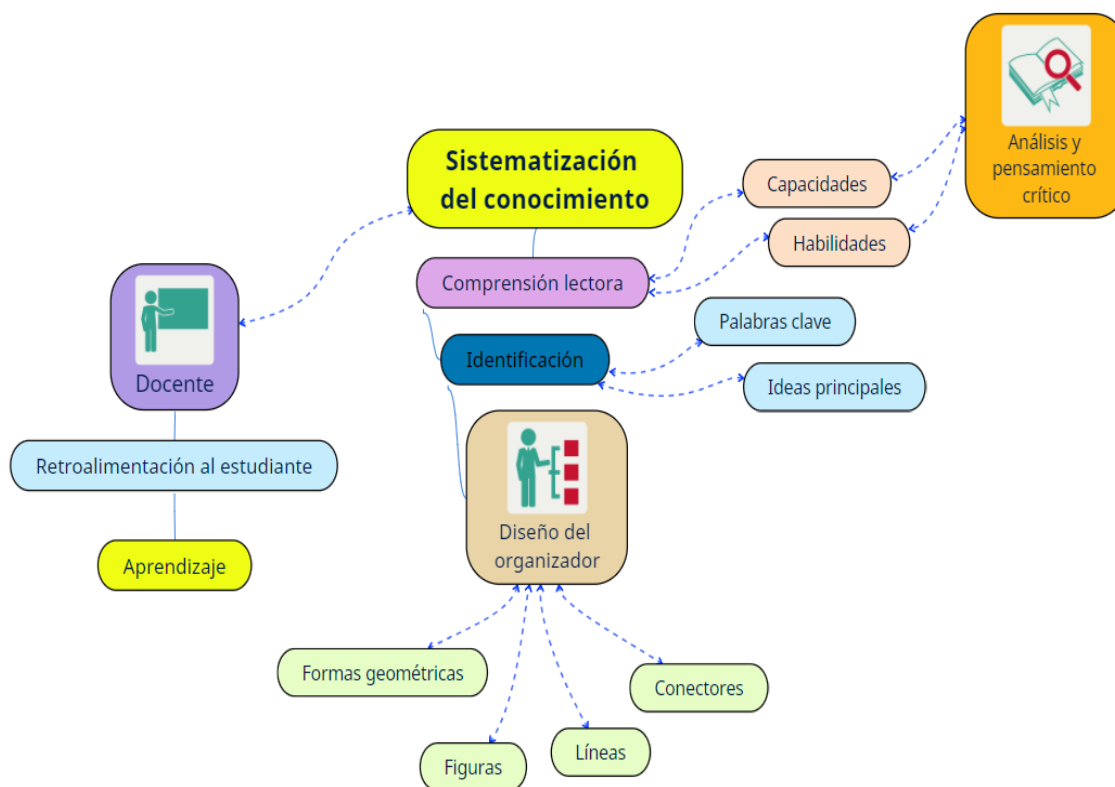 Sistematización
del conocimiento
Análisis y
pensamiento
crítico
Capacidades
Habilidades
Comprensión lectora
Palabras clave
Identificación
Ideas principales
Docente
Retroalimentación al estudiante
Aprendizaje
Diseño del
organizador
Formas geométricas
Conectores
Figuras
Líneas